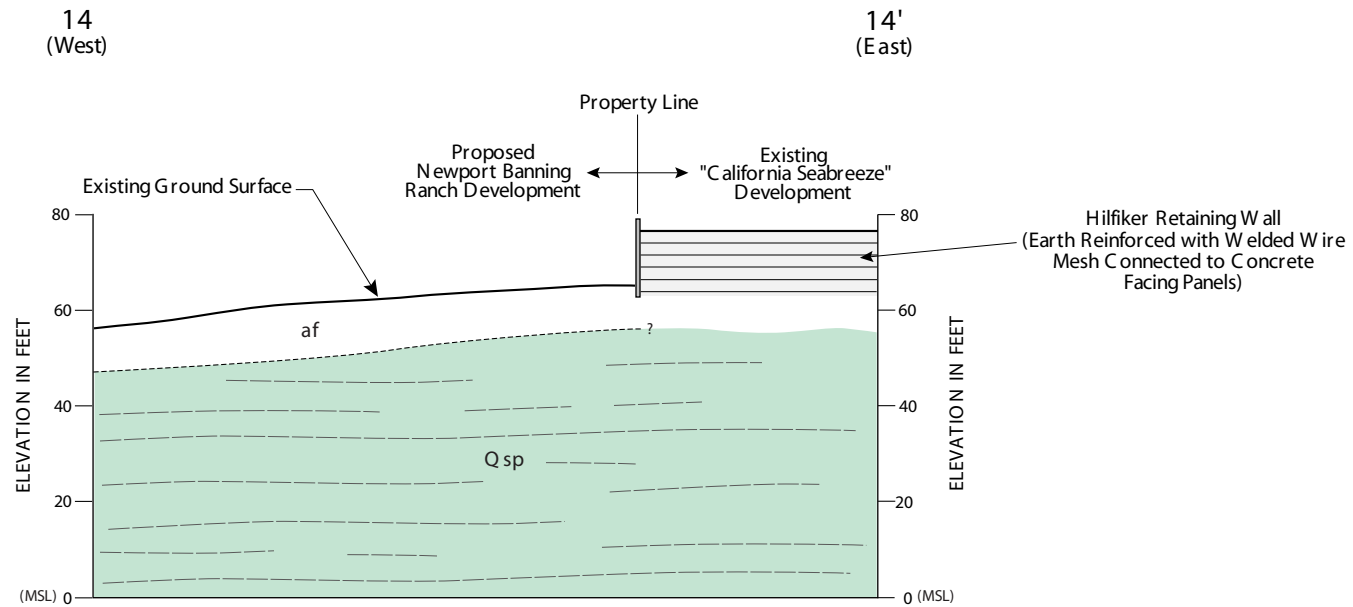 14
(West)
14'
(East)
Property Line
Proposed
Newport Banning
Ranch Development
Existing
"California Seabreeze"
Development
Existing Ground Surface
Hilfiker Retaining Wall
(Earth Reinforced with Welded Wire
Mesh Connected to Concrete
Facing Panels)
80
60
40
20
(MSL) 0
ELEVATION IN FEET
af
?
Qsp
80
60
40
20
0 (MSL)
ELEVATION IN FEET